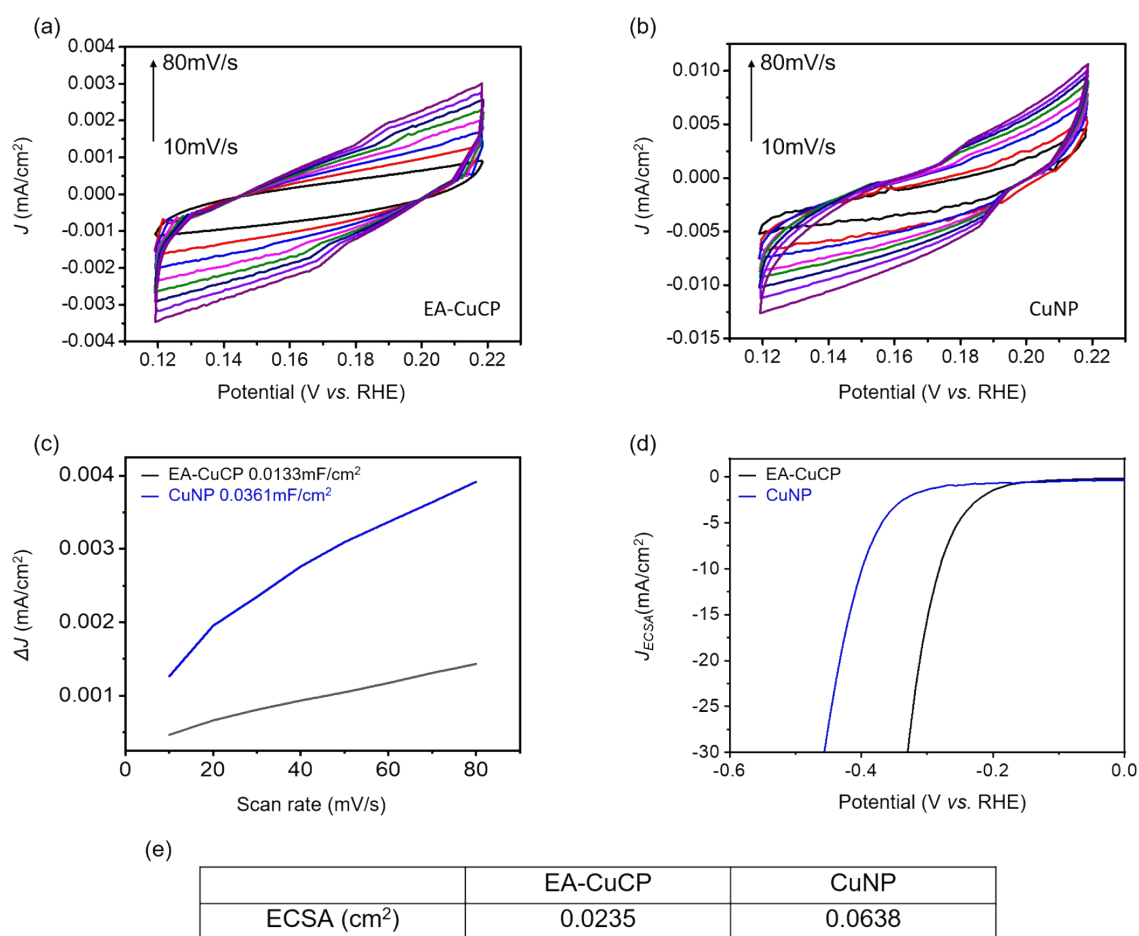 (a)
0.004
0.003
0.002
0.001
0.000
-0.001
-0.002
-0.003
-0.004
J (mA/cm²)
80mV/s
10mV/s
EA-CuCP
0.12 0.14 0.16 0.18 0.20 0.22
Potential (V vs. RHE)
(b)
0.010
0.005
0.000
-0.005
-0.010
-0.015
J (mA/cm²)
80mV/s
10mV/s
CuNP
0.12 0.14 0.16 0.18 0.20 0.22
Potential (V vs. RHE)
(c)
0.004
0.003
0.002
0.001
ΔJ (mA/cm²)
EA-CuCP 0.0133mF/cm²
CuNP 0.0361mF/cm²
0 20 40 60 80
Scan rate (mV/s)
(d)
0
-5
-10
-15
-20
-25
-30
J_ECSA(mA/cm²)
EA-CuCP
CuNP
-0.6 -0.4 -0.2 0.0
Potential (V vs. RHE)
(e)
EA-CuCP CuNP
ECSA (cm²) 0.0235 0.0638